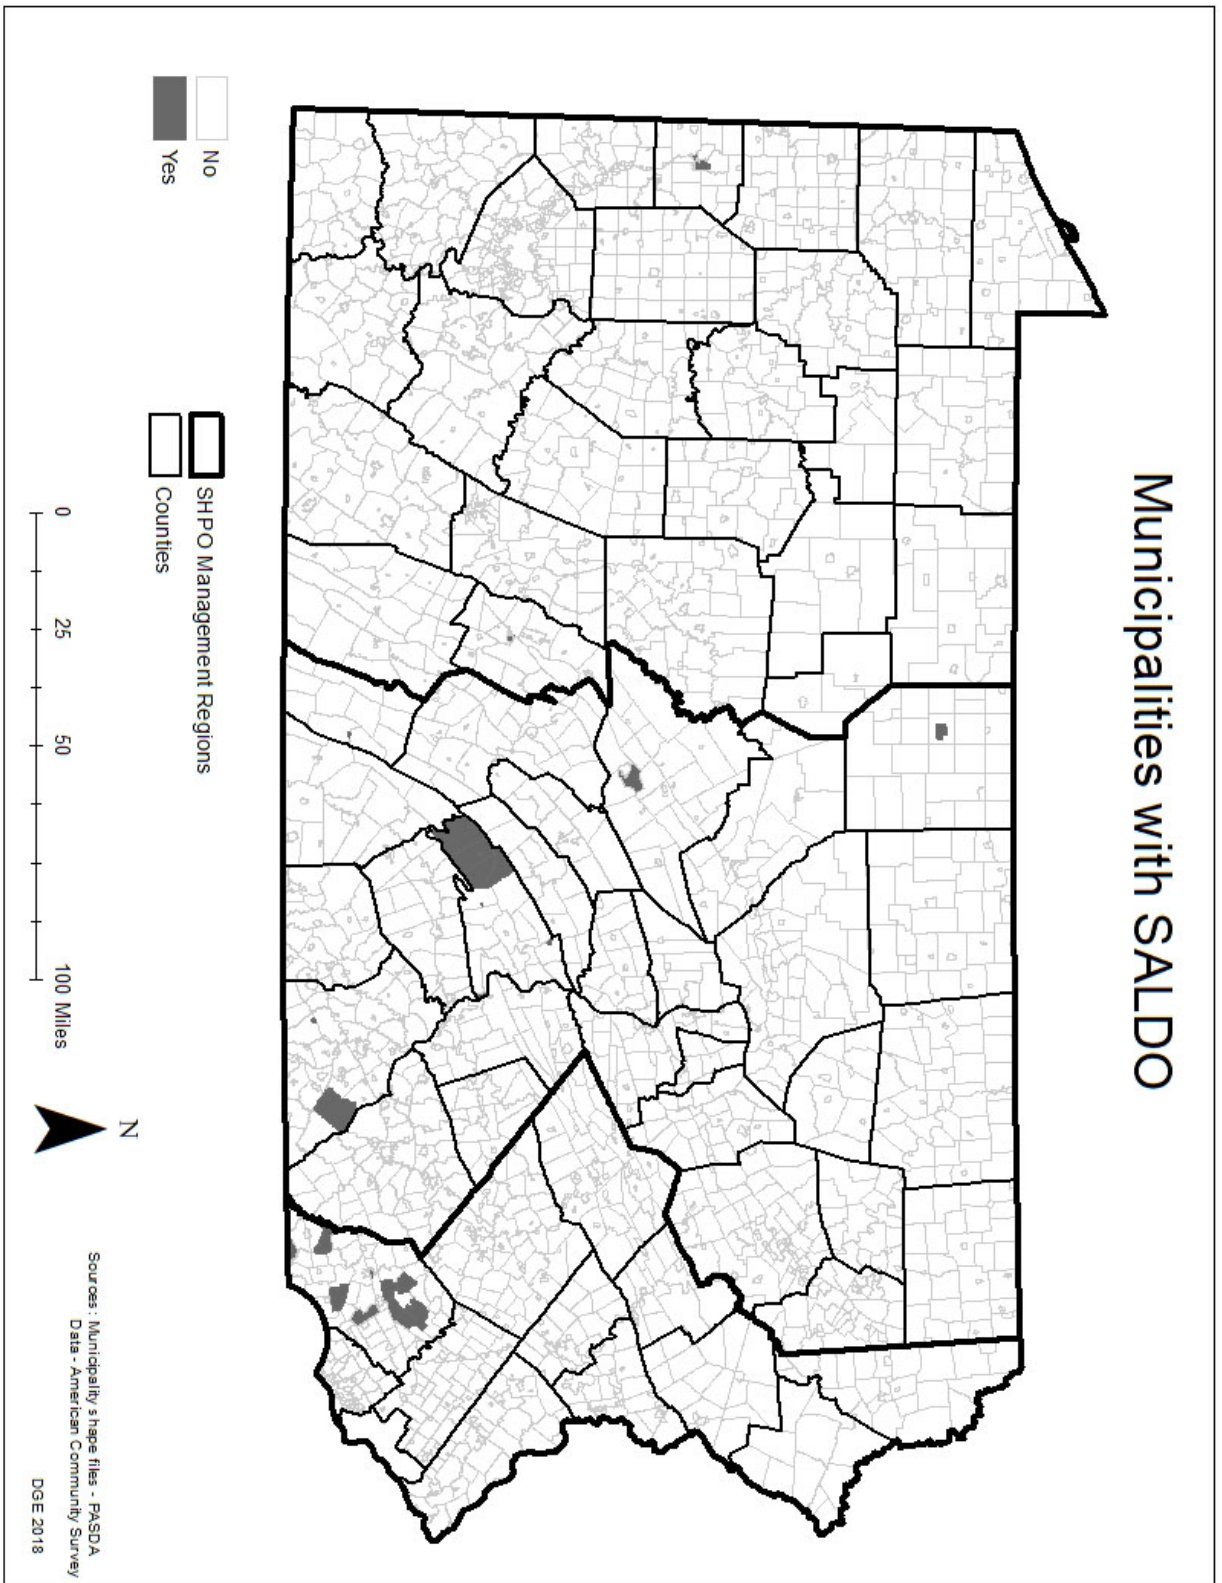 Municipalities with SALDO
No
Yes
SHPO Management Regions
Counties
0
25
50
100 Miles
N
Sources: Municipality shape files - PASDA
Data - American Community Survey
DGE 2018